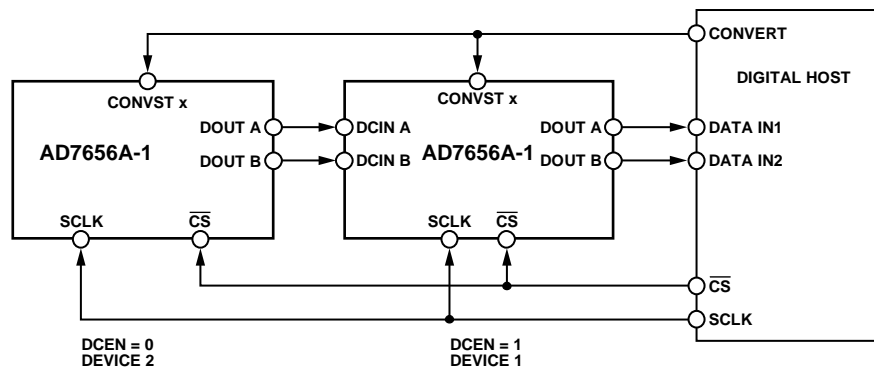 CONVERT
DIGITAL HOST
CONVST x
CONVST x
DOUT A
DCIN A
DOUT A
DATA IN1
AD7656A-1
AD7656A-1
DOUT B
DCIN B
DOUT B
DATA IN2
SCLK
CS
SCLK
CS
CS
SCLK
DCEN = 0
DEVICE 2
DCEN = 1
DEVICE 1